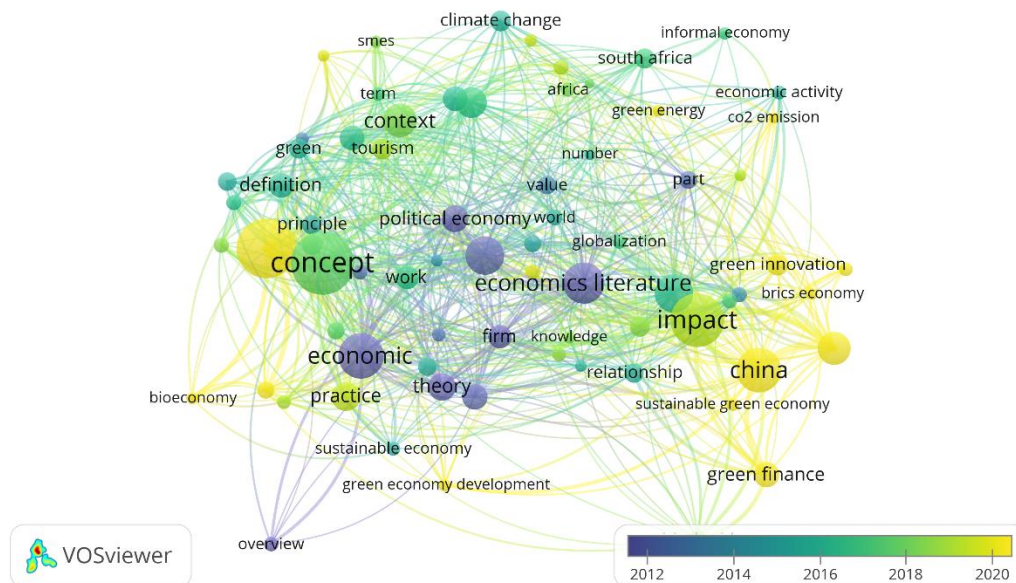 climate change
informal economy
smes
south africa
term
africa
economic activity
green energy
co2 emission
context
green
tourism
number
definition
value
part
principle
political economy
world
globalization
concept
work
economics literature
green innovation
brics economy
impact
economic
firm
knowledge
china
relationship
theory
bioeconomy
practice
sustainable green economy
sustainable economy
green finance
green economy development
overview
VOSviewer
2012
2014
2016
2018
2020